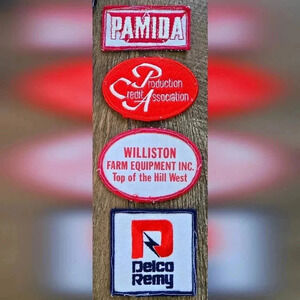 PAMIDA
Production
Credit
Association
WILLISTON
FARM EQUIPMENT INC.
Top of the Hill West
Delco
Remy